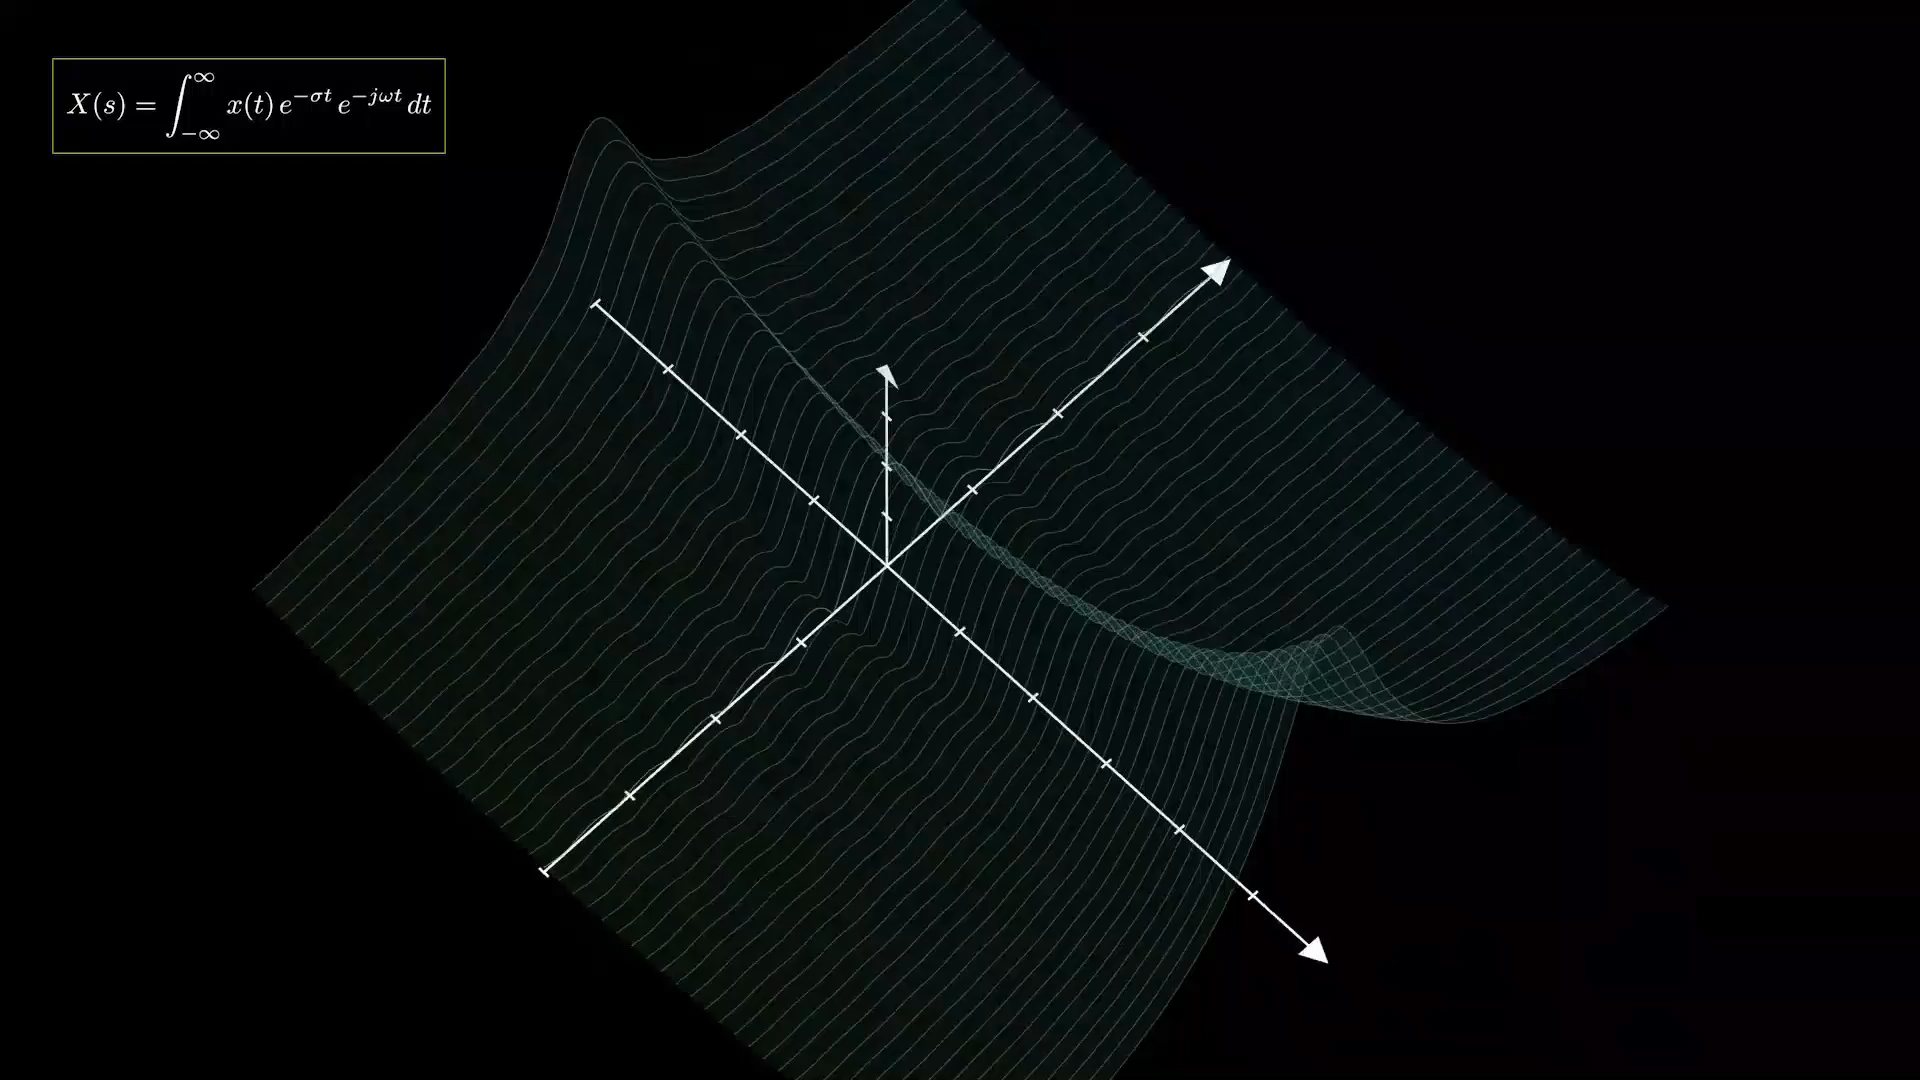 X(s) = ∫_{-∞}^{∞} x(t) e^{-σt} e^{-jωt} dt